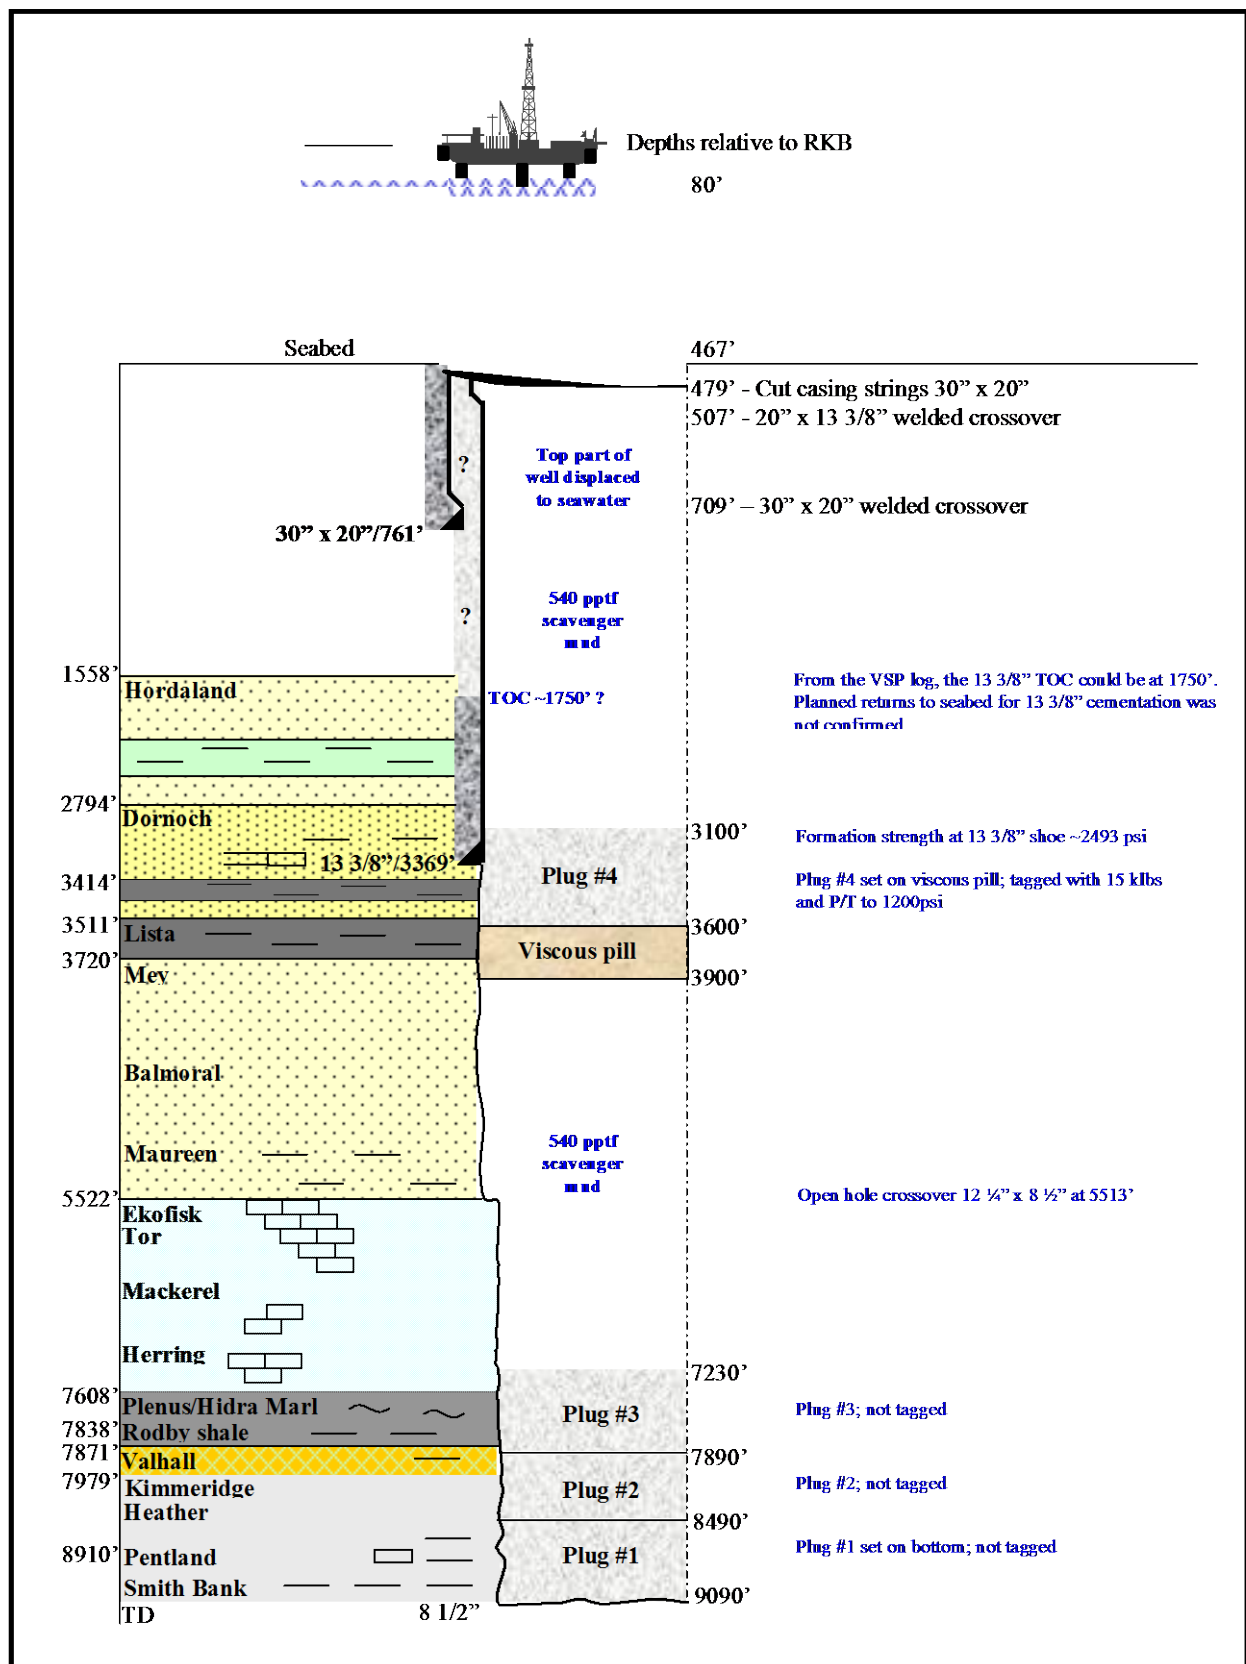 Depths relative to RKB
80’
Seabed
467’
479’ - Cut casing strings 30” x 20”
507’ - 20” x 13 3/8” welded crossover
Top part of
well displaced
to seawater
?
709’ – 30” x 20” welded crossover
30” x 20”/761’
540 pptf
scavenger
mud
?
1558’
Hordaland
TOC ~1750’ ?
From the VSP log, the 13 3/8” TOC could be at 1750’.
Planned returns to seabed for 13 3/8” cementation was
not confirmed
2794’
Dornoch
3100’
Formation strength at 13 3/8” shoe ~2493 psi
13 3/8”/3369’
3414’
Plug #4
Plug #4 set on viscous pill; tagged with 15 klbs
and P/T to 1200psi
3511’
3600’
Lista
Viscous pill
3720’
Mey
3900’
Balmoral
Maureen
540 pptf
scavenger
mud
5522’
Open hole crossover 12 ¼” x 8 ½” at 5513’
Ekofisk
Tor
Mackerel
Herring
7230’
7608’
Plenus/Hidra Marl
Plug #3
Plug #3; not tagged
7838’
Rodby shale
7871’
7890’
Valhall
7979’
Kimmeridge
Plug #2
Plug #2; not tagged
Heather
8490’
8910’
Pentland
Plug #1
Plug #1 set on bottom; not tagged
Smith Bank
9090’
TD
8 1/2”